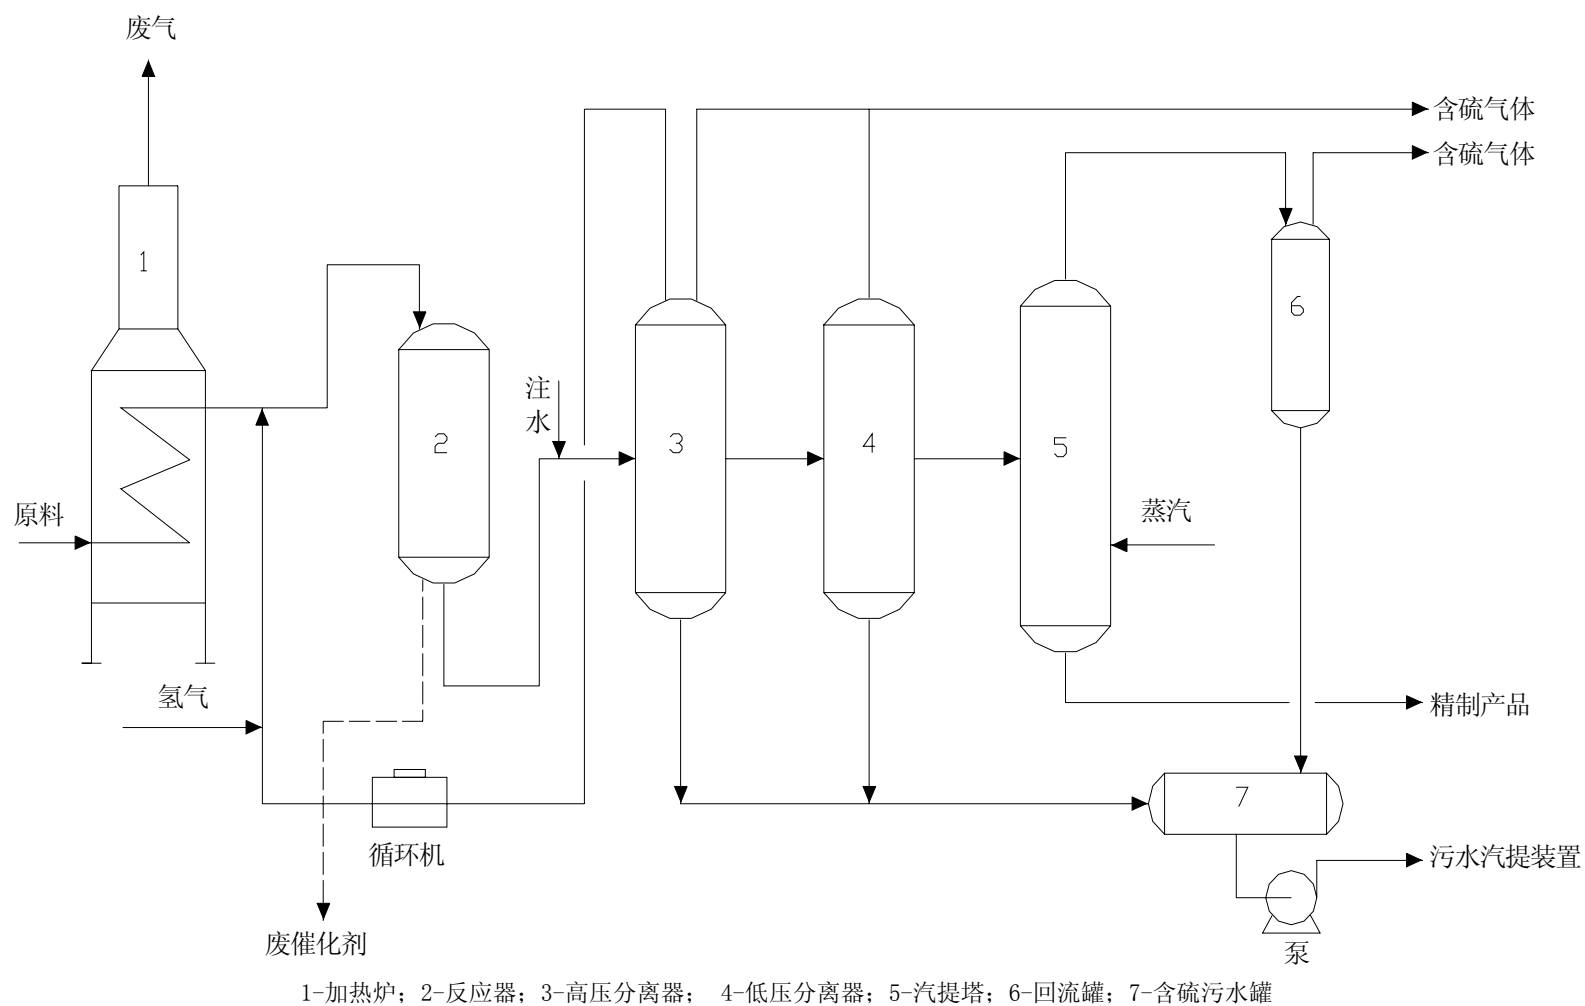 废气
含硫气体
含硫气体
1
6
注
水
2
3
4
5
原料
蒸汽
氢气
精制产品
7
循环机
污水汽提装置
废催化剂
泵
1-加热炉；2-反应器；3-高压分离器； 4-低压分离器；5-汽提塔；6-回流罐；7-含硫污水罐